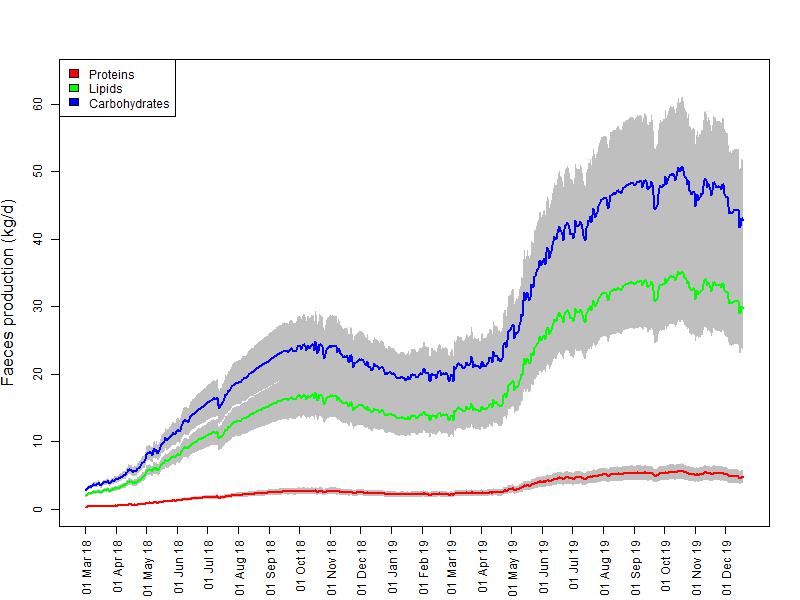 Proteins
Lipids
Carbohydrates
Faeces production (kg/d)
60
50
40
30
20
10
0
01 Mar 18
01 Apr 18
01 May 18
01 Jun 18
01 Jul 18
01 Aug 18
01 Sep 18
01 Oct 18
01 Nov 18
01 Dec 18
01 Jan 19
01 Feb 19
01 Mar 19
01 Apr 19
01 May 19
01 Jun 19
01 Jul 19
01 Aug 19
01 Sep 19
01 Oct 19
01 Nov 19
01 Dec 19